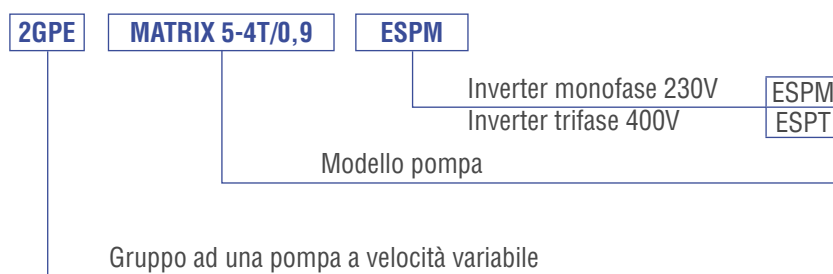 2GPE MATRIX 5-4T/0,9 ESPM
Inverter monofase 230V ESPM
Inverter trifase 400V ESPT
Modello pompa
Gruppo ad una pompa a velocità variabile